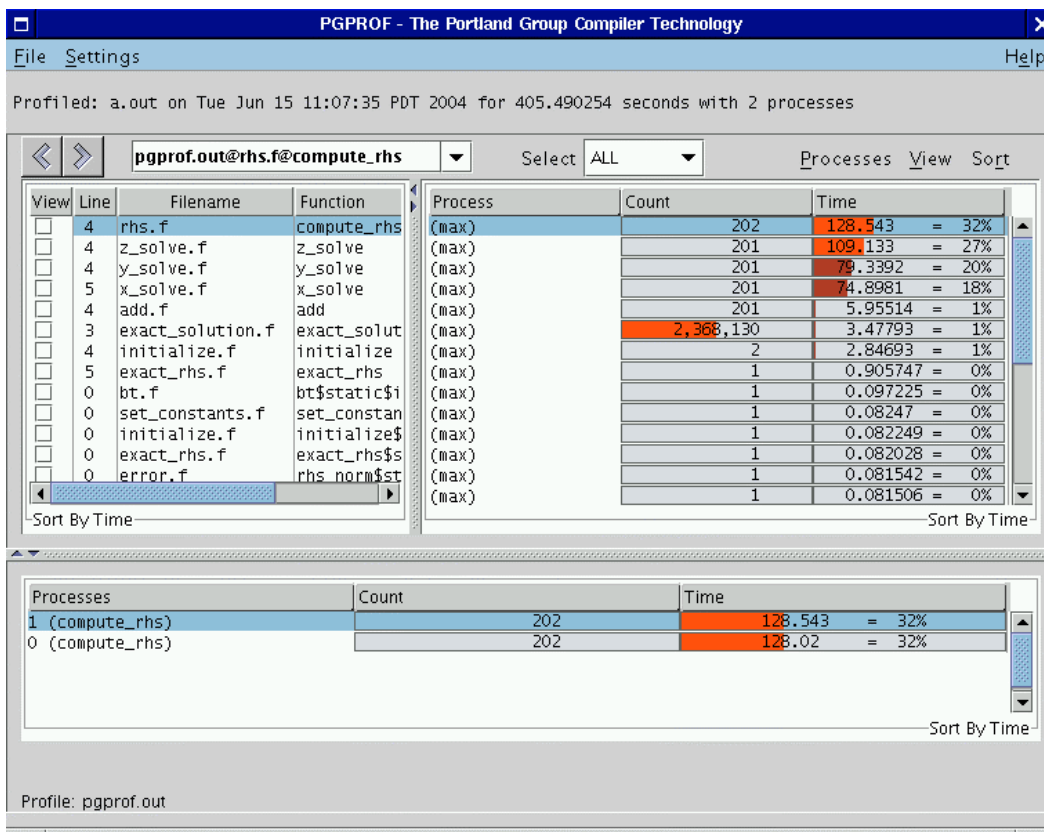 PGPROF - The Portland Group Compiler Technology
File Settings Help
Profiled: a.out on Tue Jun 15 11:07:35 PDT 2004 for 405.490254 seconds with 2 processes
pgprof.out@rhs.f@compute_rhs Select ALL Processes View Sort
View Line Filename Function Process Count Time
4 rhs.f compute_rhs (max) 202 128.543 = 32%
4 z_solve.f z_solve (max) 201 109.133 = 27%
4 y_solve.f y_solve (max) 201 79.3392 = 20%
5 x_solve.f x_solve (max) 201 74.8981 = 18%
4 add.f add (max) 201 5.95514 = 1%
3 exact_solution.f exact_solut (max) 2,368,130 3.47793 = 1%
4 initialize.f initialize (max) 2 2.84693 = 1%
5 exact_rhs.f exact_rhs (max) 1 0.905747 = 0%
0 bt.f bt$static$i (max) 1 0.097225 = 0%
0 set_constants.f set_constan (max) 1 0.08247 = 0%
0 initialize.f initialize$ (max) 1 0.082249 = 0%
0 exact_rhs.f exact_rhs$s (max) 1 0.082028 = 0%
0 error.f rhs_norm$st (max) 1 0.081542 = 0%
(max) 1 0.081506 = 0%
Sort By Time Sort By Time
Processes Count Time
1 (compute_rhs) 202 128.543 = 32%
0 (compute_rhs) 202 128.02 = 32%
Sort By Time
Profile: pgprof.out